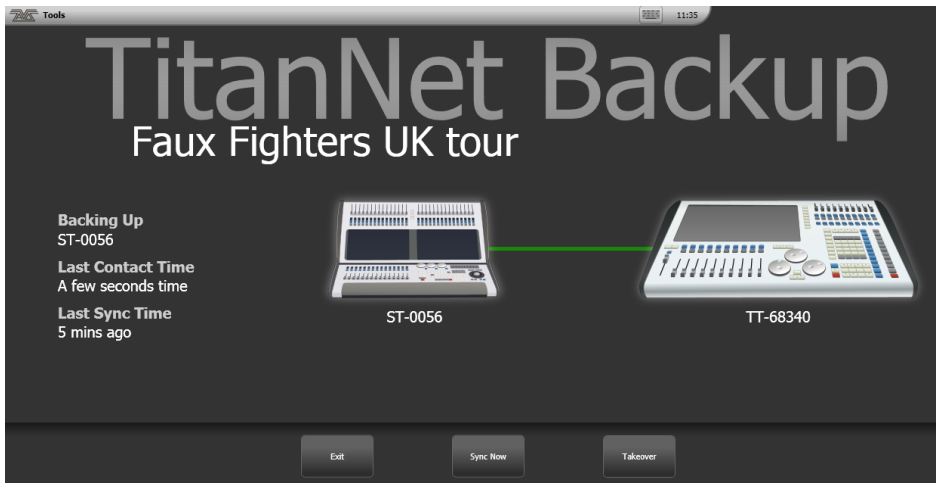 Tools
11:35
TitanNet Backup
Faux Fighters UK tour
Backing Up
ST-0056
Last Contact Time
A few seconds time
Last Sync Time
5 mins ago
ST-0056
TT-68340
Exit
Sync Now
Takeover